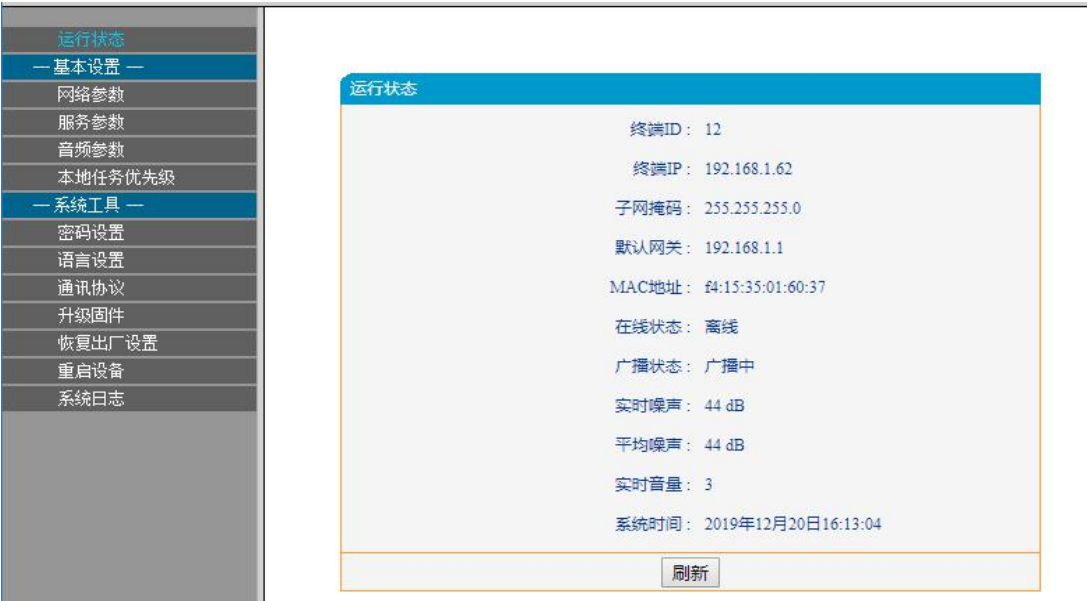 运行状态
— 基本设置 —
网络参数
服务参数
音频参数
本地任务优先级
— 系统工具 —
密码设置
语言设置
通讯协议
升级固件
恢复出厂设置
重启设备
系统日志
运行状态
终端ID： 12
终端IP： 192.168.1.62
子网掩码： 255.255.255.0
默认网关： 192.168.1.1
MAC地址： f4:15:35:01:60:37
在线状态： 离线
广播状态： 广播中
实时噪声： 44 dB
平均噪声： 44 dB
实时音量： 3
系统时间： 2019年12月20日16:13:04
刷新